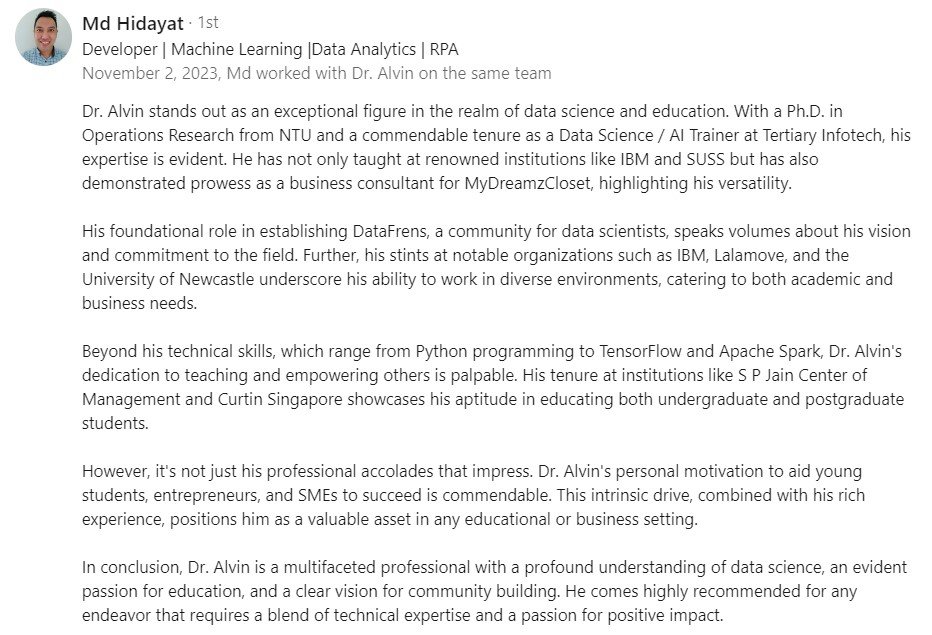 Md Hidayat · 1st
Developer | Machine Learning |Data Analytics | RPA
November 2, 2023, Md worked with Dr. Alvin on the same team
Dr. Alvin stands out as an exceptional figure in the realm of data science and education. With a Ph.D. in
Operations Research from NTU and a commendable tenure as a Data Science / AI Trainer at Tertiary Infotech, his
expertise is evident. He has not only taught at renowned institutions like IBM and SUSS but has also
demonstrated prowess as a business consultant for MyDreamzCloset, highlighting his versatility.
His foundational role in establishing DataFrens, a community for data scientists, speaks volumes about his vision
and commitment to the field. Further, his stints at notable organizations such as IBM, Lalamove, and the
University of Newcastle underscore his ability to work in diverse environments, catering to both academic and
business needs.
Beyond his technical skills, which range from Python programming to TensorFlow and Apache Spark, Dr. Alvin's
dedication to teaching and empowering others is palpable. His tenure at institutions like S P Jain Center of
Management and Curtin Singapore showcases his aptitude in educating both undergraduate and postgraduate
students.
However, it's not just his professional accolades that impress. Dr. Alvin's personal motivation to aid young
students, entrepreneurs, and SMEs to succeed is commendable. This intrinsic drive, combined with his rich
experience, positions him as a valuable asset in any educational or business setting.
In conclusion, Dr. Alvin is a multifaceted professional with a profound understanding of data science, an evident
passion for education, and a clear vision for community building. He comes highly recommended for any
endeavor that requires a blend of technical expertise and a passion for positive impact.